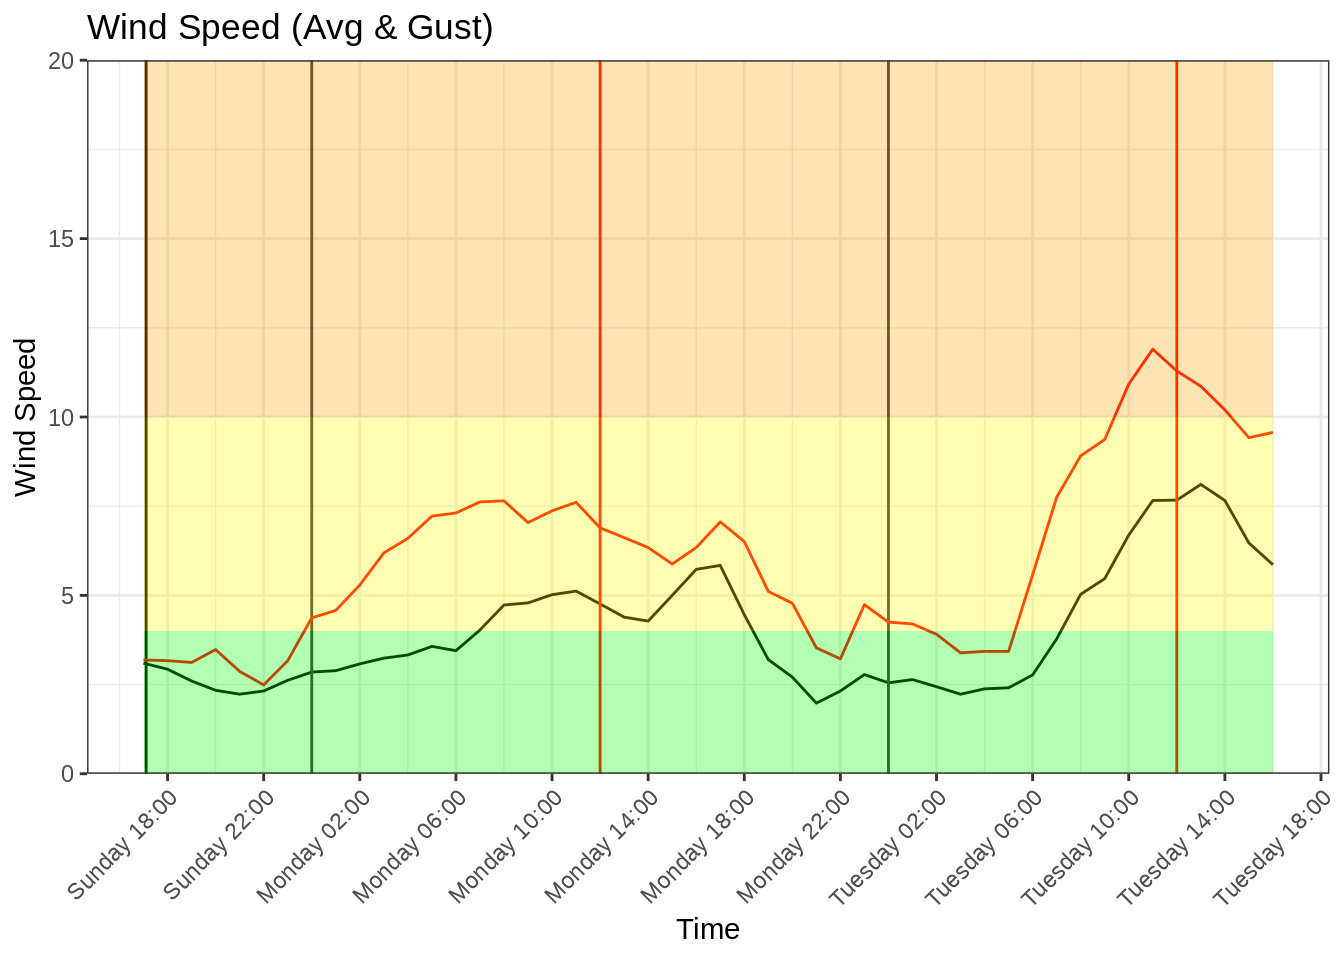 Wind Speed (Avg & Gust)
20
15
10
5
0
Wind Speed
Sunday 18:00
Sunday 22:00
Monday 02:00
Monday 06:00
Monday 10:00
Monday 14:00
Monday 18:00
Monday 22:00
Tuesday 02:00
Tuesday 06:00
Tuesday 10:00
Tuesday 14:00
Tuesday 18:00
Time